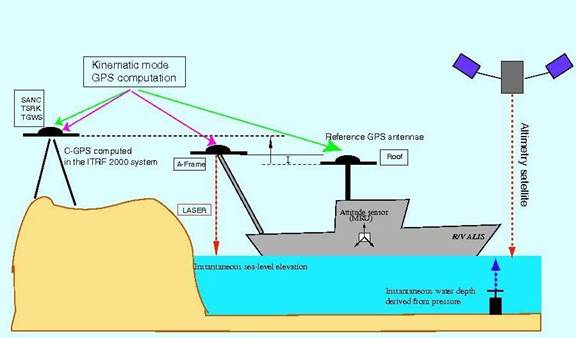 Kinematic mode
GPS computation
SANC
TSRK
TGWS
C-GPS computed
in the ITRF 2000 system
A-Frame
Reference GPS antennae
Roof
LASER
Altimetry satellite
Attitude sensor
(MRU)
R/V ALIS
Instantaneous sea-level elevation
Instantaneous water depth
derived from pressure